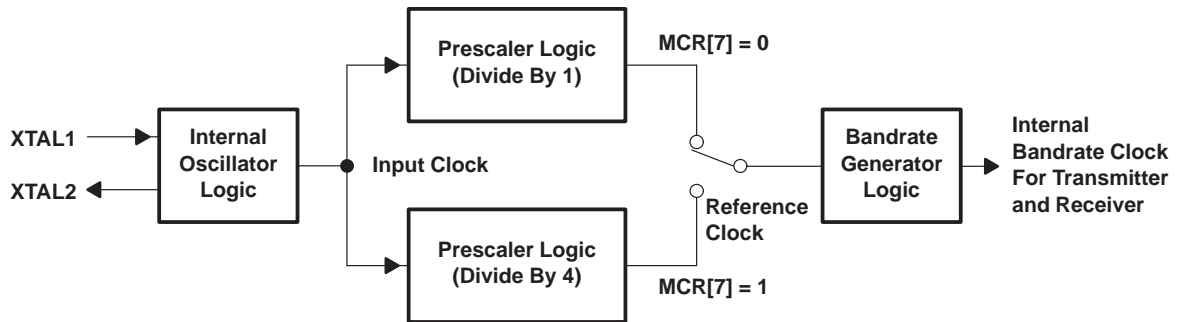 Prescaler Logic
(Divide By 1)
MCR[7] = 0
XTAL1
XTAL2
Internal
Oscillator
Logic
Input Clock
Bandrate
Generator
Logic
Internal
Bandrate Clock
For Transmitter
and Receiver
Reference
Clock
Prescaler Logic
(Divide By 4)
MCR[7] = 1